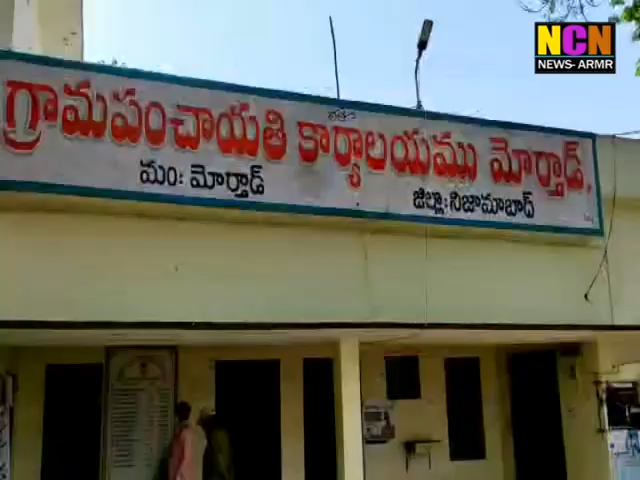 NCN
NEWS-ARMR
గ్రామపంచాయతి కార్యాలయము మోర్తాడ్,
మం: మోర్తాడ్ జిల్లా: నిజామాబాద్